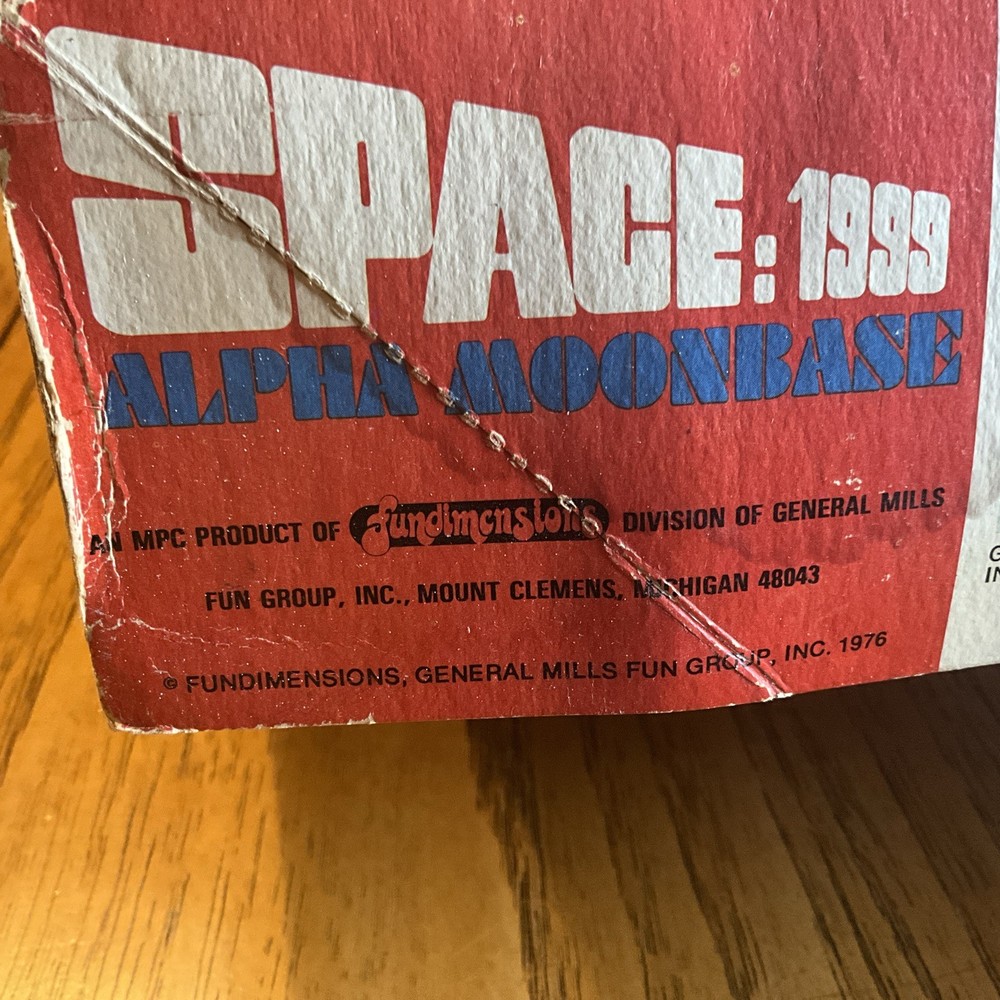 SPACE: 1999
ALPHA MOONBASE
AN MPC PRODUCT OF fundimensions DIVISION OF GENERAL MILLS
FUN GROUP, INC., MOUNT CLEMENS, MICHIGAN 48043
© FUNDIMENSIONS, GENERAL MILLS FUN GROUP, INC. 1976